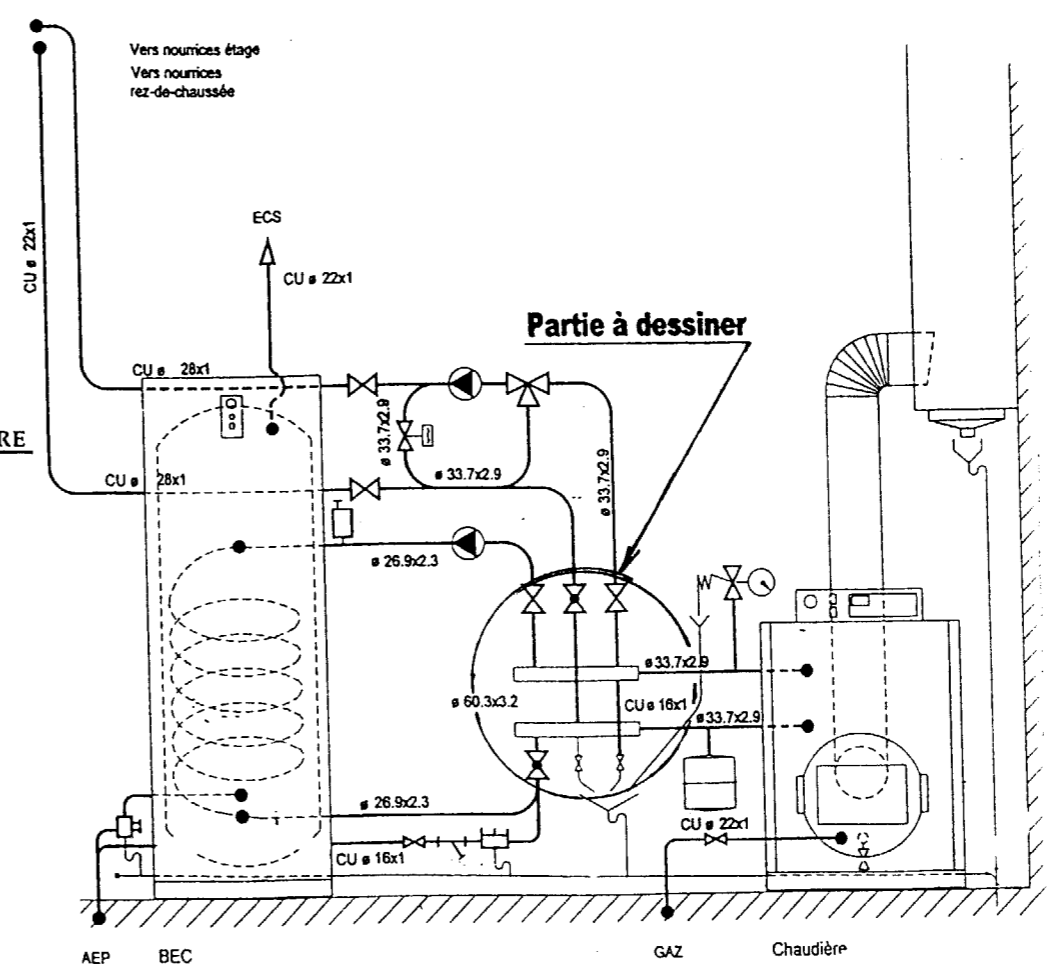 Vers nourrices étage
Vers nourrices
rez-de-chaussée
CU ø 22x1
ECS
CU ø 22x1
Partie à dessiner
CU ø 28x1
RE
ø 33.7x2.9
CU ø 28x1
ø 33.7x2.9
ø 33.7x2.9
ø 26.9x2.3
ø 33.7x2.9
ø 60.3x3.2
CU ø 16x1
ø 33.7x2.9
ø 26.9x2.3
CU ø 22x1
CU ø 16x1
AEP
BEC
GAZ
Chaudière